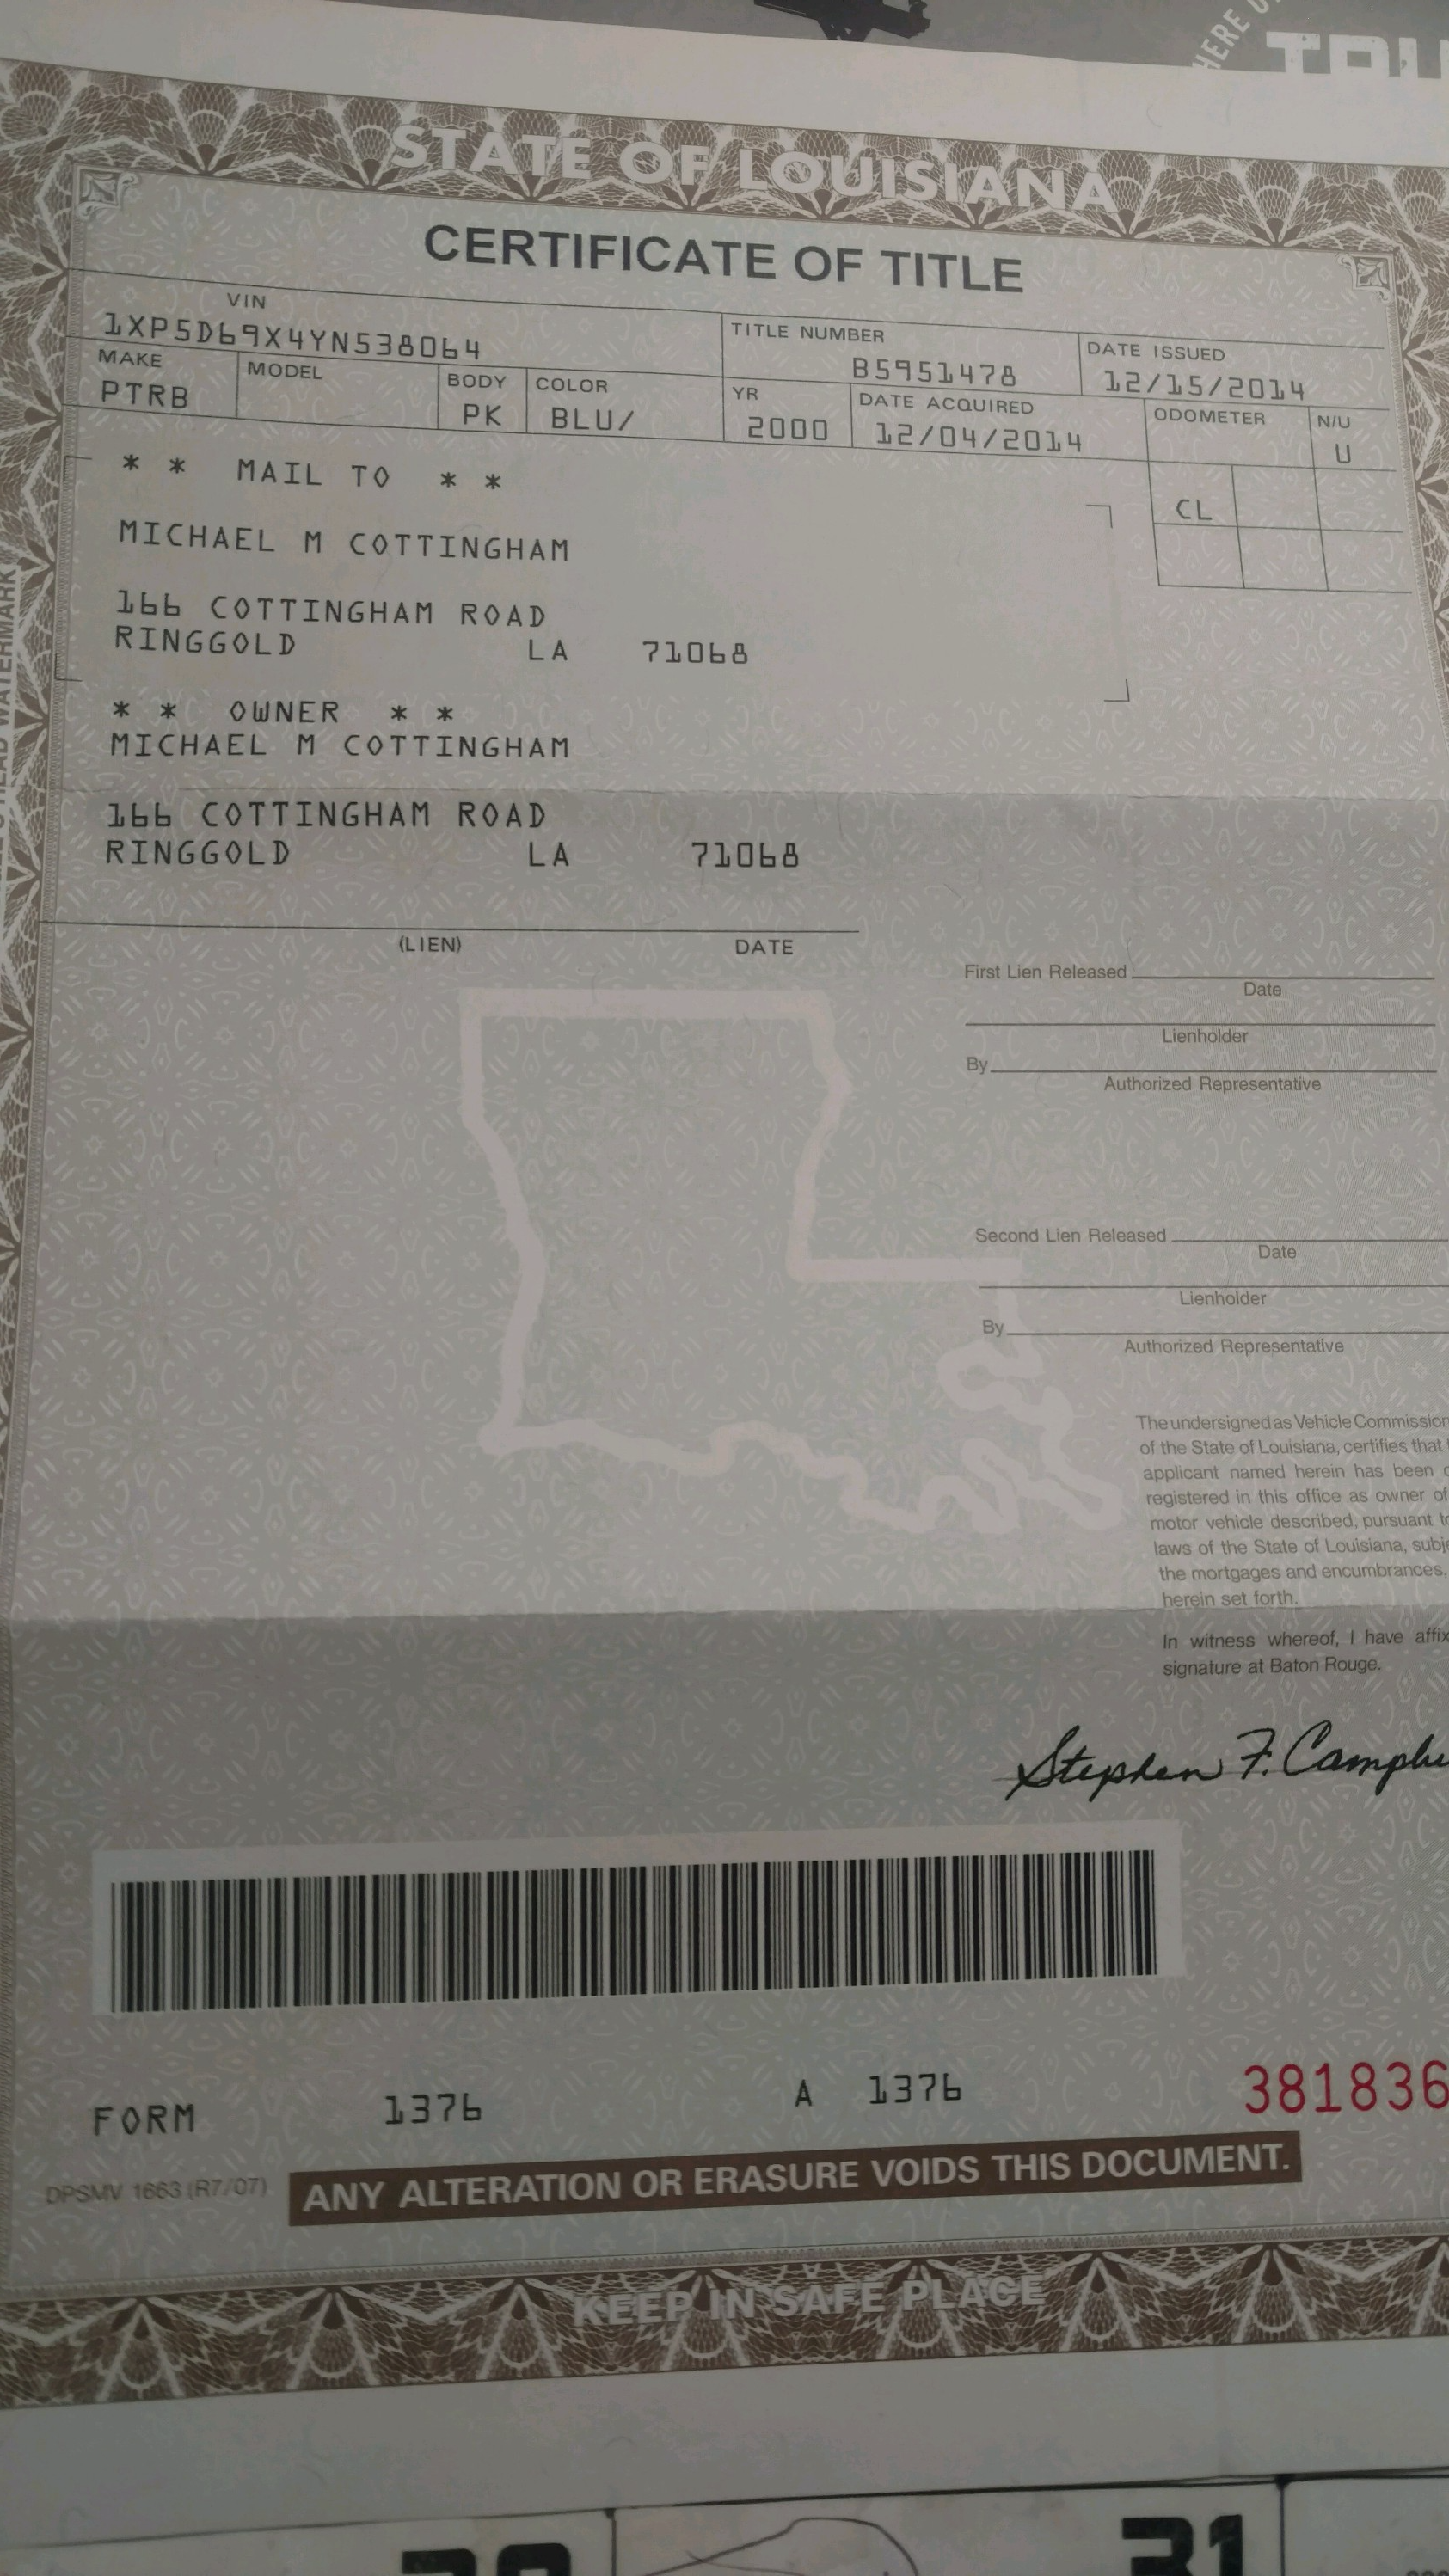 HERE
STATE OF LOUISIANA
CERTIFICATE OF TITLE
VIN
1XP5D69X4YN538064
TITLE NUMBER
B5951478
DATE ISSUED
12/15/2014
MAKE
PTRB
MODEL
BODY
PK
COLOR
BLU/
YR
2000
DATE ACQUIRED
12/04/2014
ODOMETER
N/U
U
CL
* * MAIL TO * *
MICHAEL M COTTINGHAM
166 COTTINGHAM ROAD
RINGGOLD LA 71068
* * OWNER * *
MICHAEL M COTTINGHAM
166 COTTINGHAM ROAD
RINGGOLD LA 71068
(LIEN) DATE
First Lien Released
Date
Lienholder
By
Authorized Representative
Second Lien Released
Date
Lienholder
By
Authorized Representative
The undersigned as Vehicle Commission
of the State of Louisiana, certifies that
applicant named herein has been
registered in this office as owner of
motor vehicle described, pursuant to
laws of the State of Louisiana, subje
the mortgages and encumbrances,
herein set forth.
In witness whereof, I have affix
signature at Baton Rouge.
Stephen F. Campbe
FORM 1376 A 1376 381836
DPSMV 1663 (R7/07)
ANY ALTERATION OR ERASURE VOIDS THIS DOCUMENT.
KEEP IN SAFE PLACE
31
WATERMARK